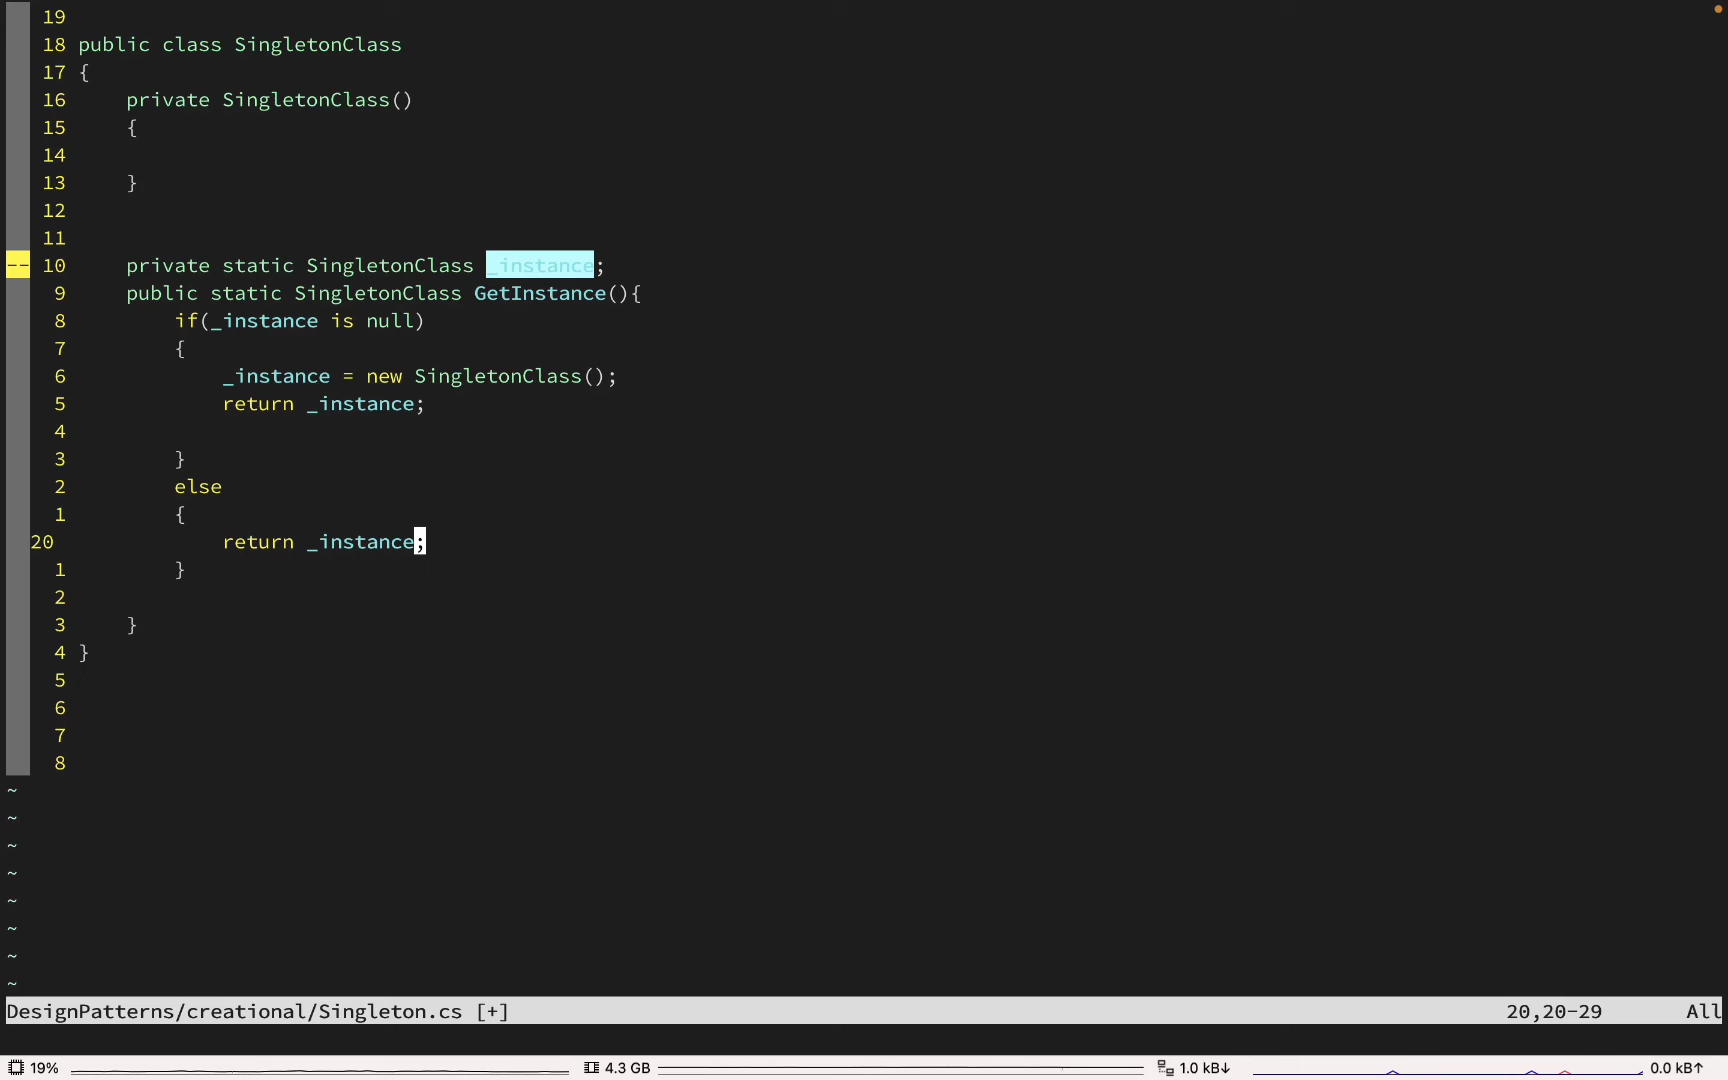 19
18 public class SingletonClass
17 {
16     private SingletonClass()
15     {
14
13     }
12
11
-- 10     private static SingletonClass _instance;
9     public static SingletonClass GetInstance(){
8         if(_instance is null)
7         {
6             _instance = new SingletonClass();
5             return _instance;
4
3         }
2         else
1         {
20             return _instance;
1         }
2
3     }
4 }
5
6
7
8
~
~
~
~
~
~
~
~
DesignPatterns/creational/Singleton.cs [+] 20,20-29 All
19% 4.3 GB 1.0 kB↓ 0.0 kB↑